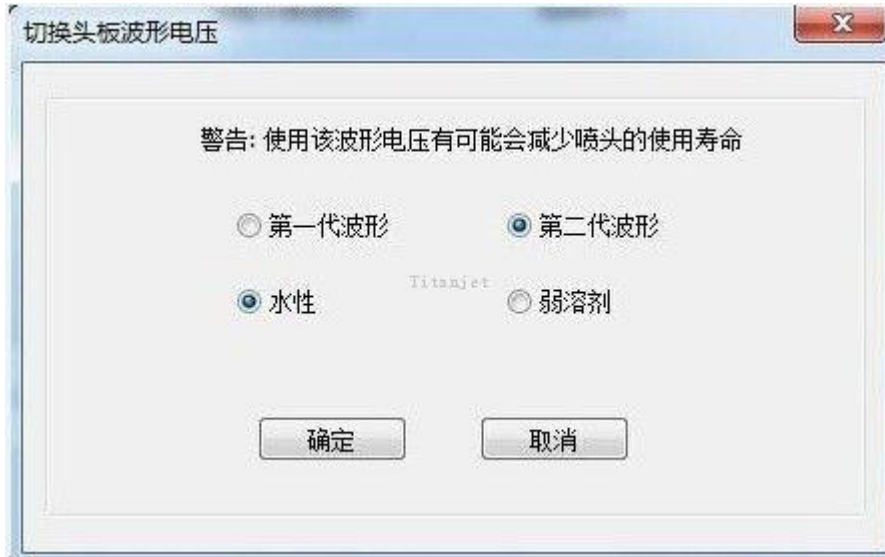 切换头板波形电压
警告: 使用该波形电压有可能会减少喷头的使用寿命
第一代波形 第二代波形
Titanjet
水性 弱溶剂
确定 取消